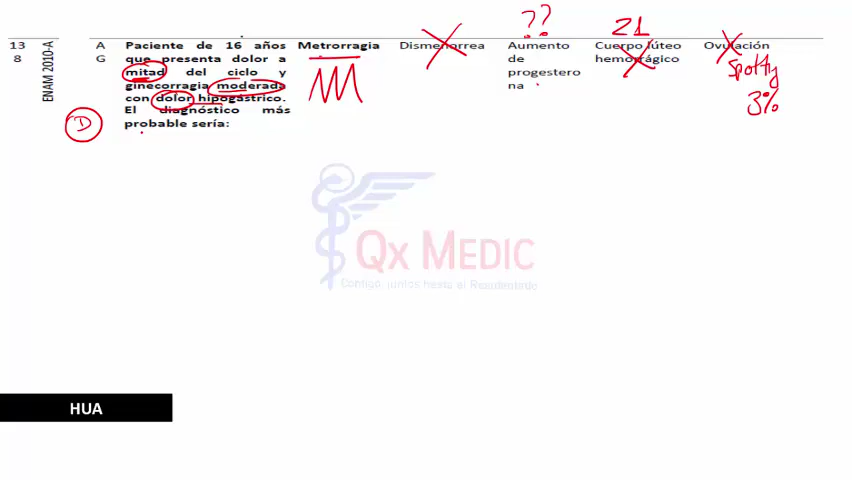 ??
21
13 A Paciente de 16 años Metrorragia Dismenorrea Aumento Cuerpo lúteo Ovulación
8 G que presenta dolor a de hemorrágico
mitad del ciclo y progestero
ginecorragia moderada na
con dolor hipogástrico.
El diagnóstico más
probable sería:
ENAM 2010-A
Spotty
3%
D
QX MEDIC
Contigo, juntos hasta el Residentado
HUA